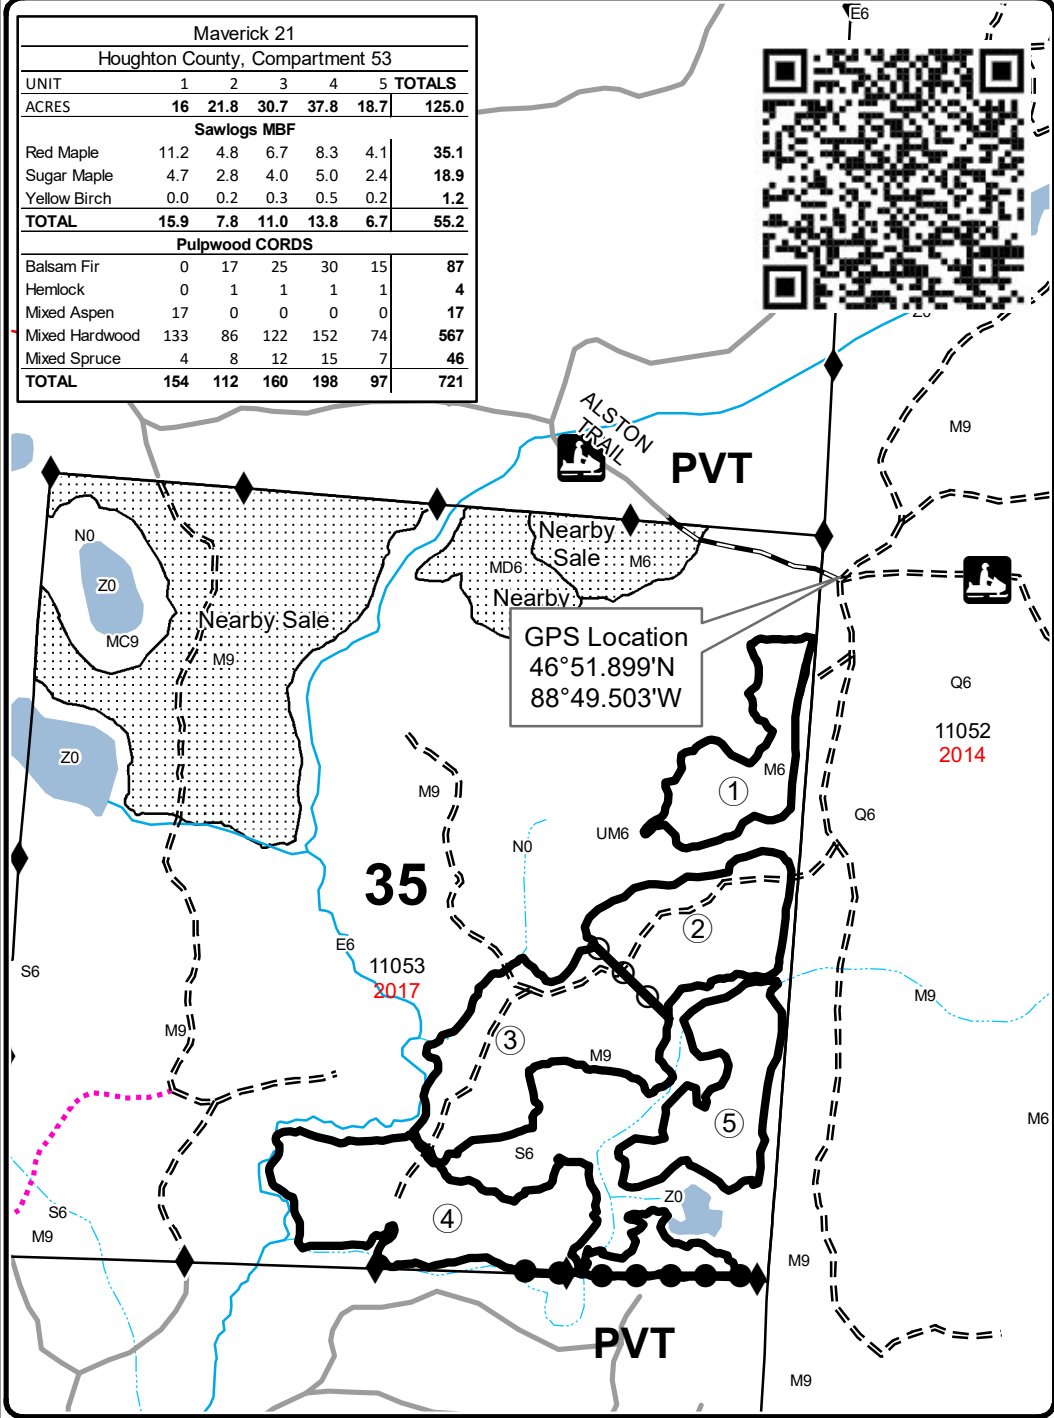 Maverick 21
Houghton County, Compartment 53
UNIT 1 2 3 4 5 TOTALS
ACRES 16 21.8 30.7 37.8 18.7 125.0
Sawlogs MBF
Red Maple 11.2 4.8 6.7 8.3 4.1 35.1
Sugar Maple 4.7 2.8 4.0 5.0 2.4 18.9
Yellow Birch 0.0 0.2 0.3 0.5 0.2 1.2
TOTAL 15.9 7.8 11.0 13.8 6.7 55.2
Pulpwood CORDS
Balsam Fir 0 17 25 30 15 87
Hemlock 0 1 1 1 1 4
Mixed Aspen 17 0 0 0 0 17
Mixed Hardwood 133 86 122 152 74 567
Mixed Spruce 4 8 12 15 7 46
TOTAL 154 112 160 198 97 721
E6
Z0
ALSTON
TRAIL
PVT
M9
N0
Z0
MC9
Nearby Sale
M9
Nearby
Sale
M6
MD6
Nearby
GPS Location
46°51.899'N
88°49.503'W
Q6
11052
2014
Z0
M9
M6
1
Q6
UM6
N0
35
2
E6
11053
2017
S6
M9
M9
3
M9
5
M6
S6
Z0
S6
M9
4
M9
PVT
M9